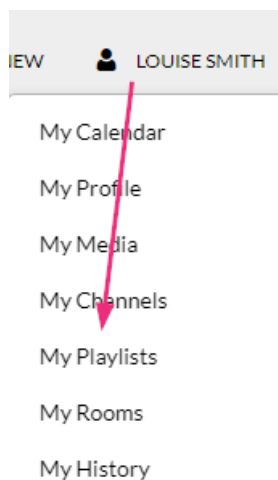 IEW LOUISE SMITH
My Calendar
My Profile
My Media
My Channels
My Playlists
My Rooms
My History